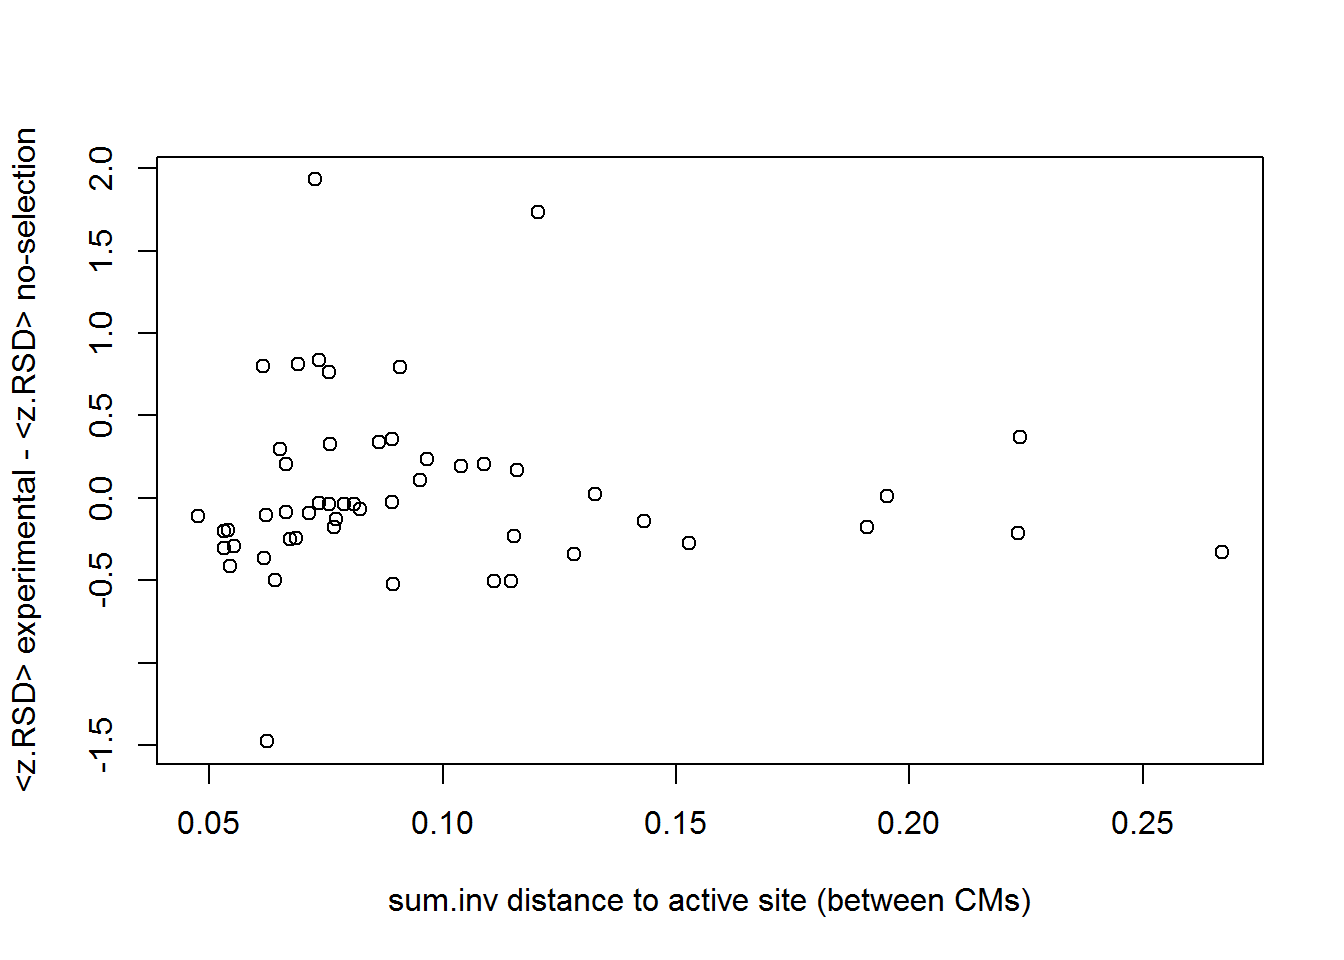 <z.RSD> experimental - <z.RSD> no-selection
2.0
1.5
1.0
0.5
0.0
-0.5
-1.5
0.05 0.10 0.15 0.20 0.25
sum.inv distance to active site (between CMs)